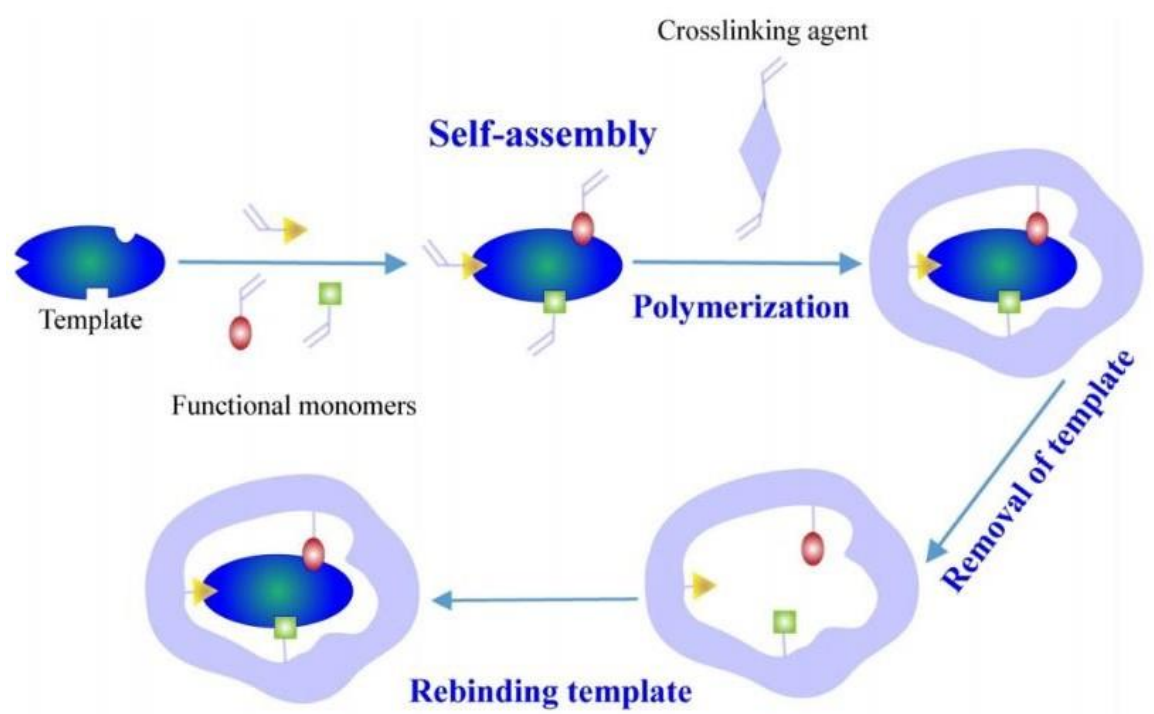 Crosslinking agent
Self-assembly
Template
Polymerization
Functional monomers
Removal of template
Rebinding template